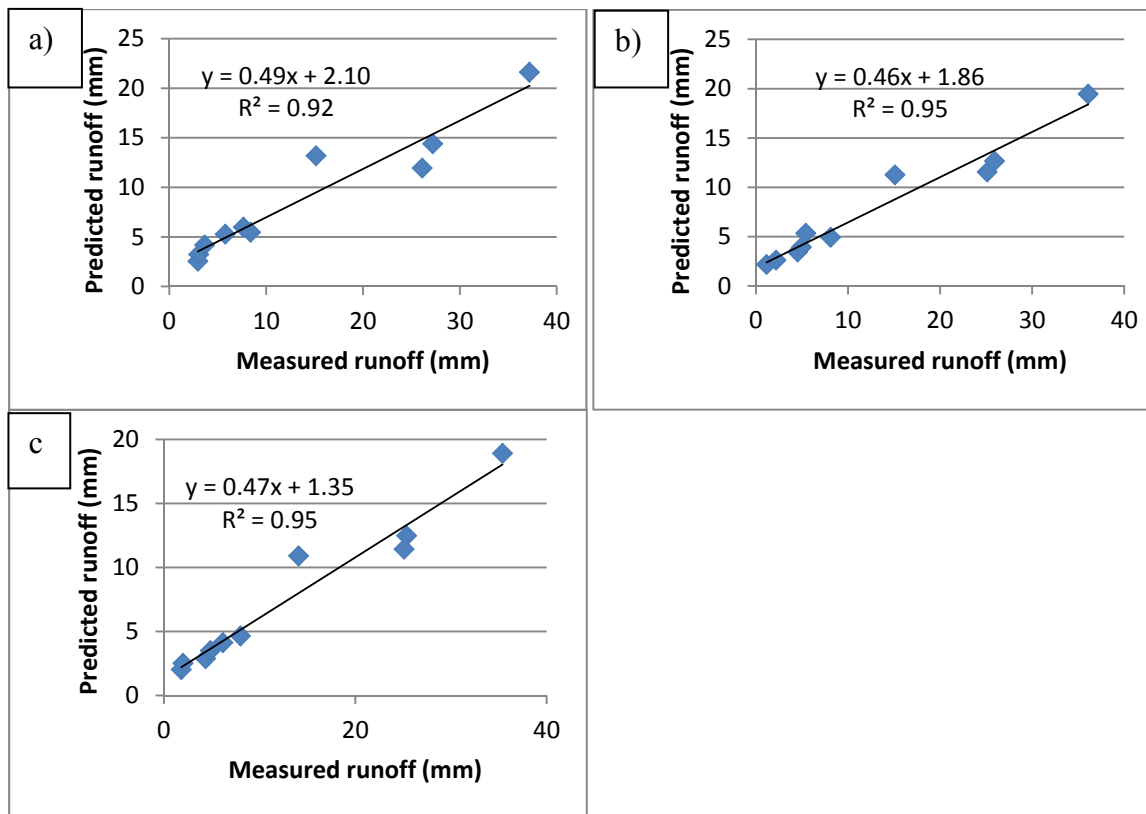 a)
Predicted runoff (mm)
25
20
15
10
5
0
y = 0.49x + 2.10
R² = 0.92
0 10 20 30 40
Measured runoff (mm)
b)
Predicted runoff (mm)
25
20
15
10
5
0
y = 0.46x + 1.86
R² = 0.95
0 10 20 30 40
Measured runoff (mm)
c
Predicted runoff (mm)
20
15
10
5
0
y = 0.47x + 1.35
R² = 0.95
0 20 40
Measured runoff (mm)